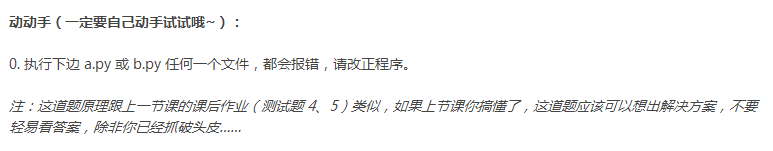 动动手（一定要自己动手试试哦~）：
0. 执行下边 a.py 或 b.py 任何一个文件，都会报错，请改正程序。
注：这道题原理跟上一节课的课后作业（测试题 4、5）类似，如果上节课你搞懂了，这道题应该可以想出解决方案，不要
轻易看答案，除非你已经抓破头皮……